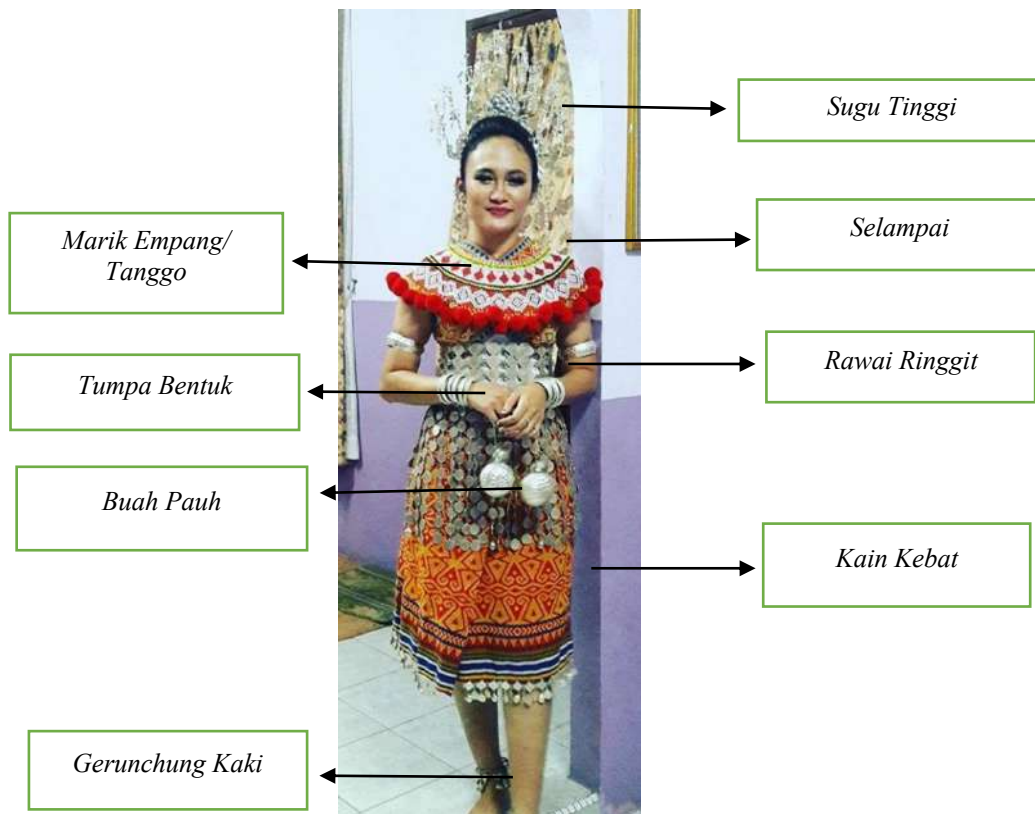 Sugu Tinggi
Selampai
Marik Empang/
Tanggo
Rawai Ringgit
Tumpa Bentuk
Buah Pauh
Kain Kebat
Gerunchung Kaki